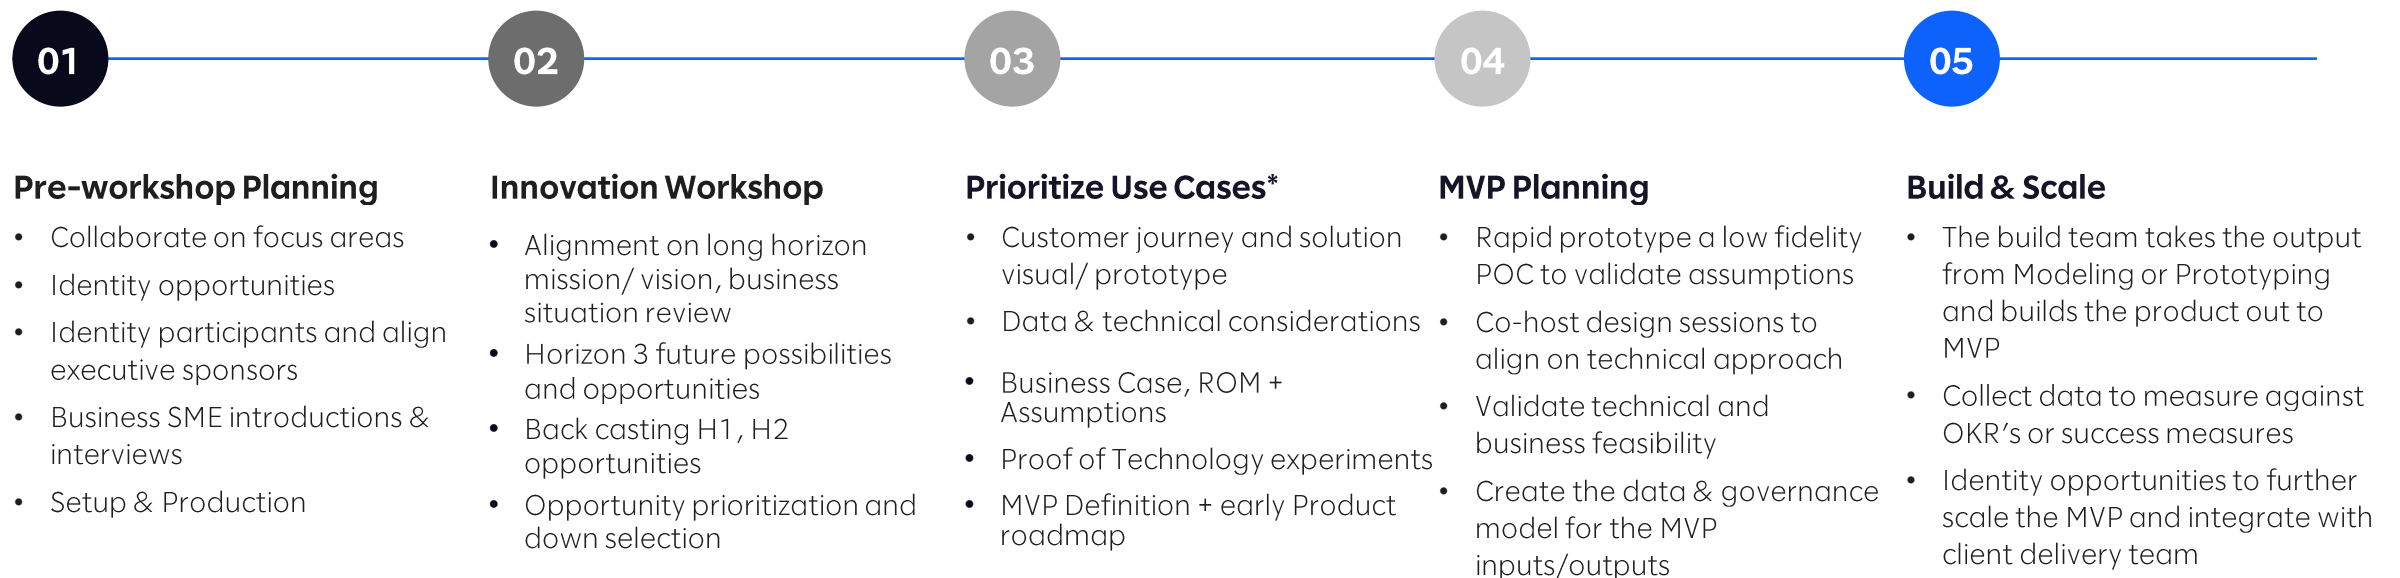 01
02
03
04
05
Pre-workshop Planning
• Collaborate on focus areas
• Identity opportunities
• Identity participants and align
executive sponsors
• Business SME introductions &
interviews
• Setup & Production
Innovation Workshop
• Alignment on long horizon
mission/ vision, business
situation review
• Horizon 3 future possibilities
and opportunities
• Back casting H1, H2
opportunities
• Opportunity prioritization and
down selection
Prioritize Use Cases*
• Customer journey and solution
visual/ prototype
• Data & technical considerations
• Business Case, ROM +
Assumptions
• Proof of Technology experiments
• MVP Definition + early Product
roadmap
MVP Planning
• Rapid prototype a low fidelity
POC to validate assumptions
• Co-host design sessions to
align on technical approach
• Validate technical and
business feasibility
• Create the data & governance
model for the MVP
inputs/outputs
Build & Scale
• The build team takes the output
from Modeling or Prototyping
and builds the product out to
MVP
• Collect data to measure against
OKR's or success measures
• Identity opportunities to further
scale the MVP and integrate with
client delivery team